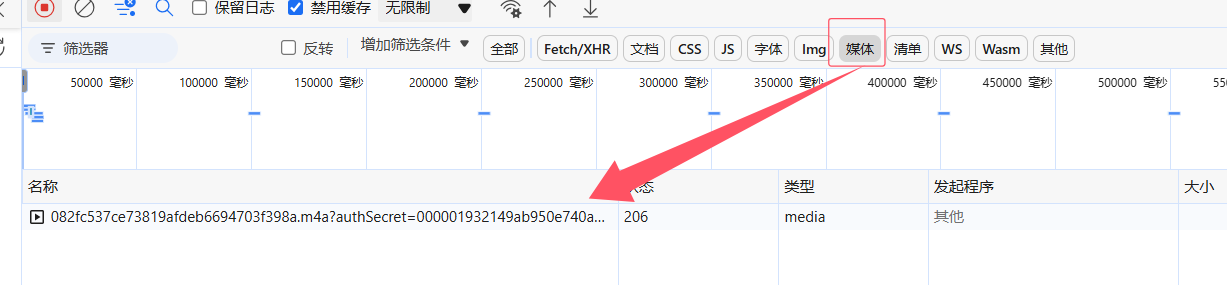 保留日志 禁用缓存 无限制
筛选器 反转 增加筛选条件 全部 Fetch/XHR 文档 CSS JS 字体 Img 媒体 清单 WS Wasm 其他
50000 毫秒 100000 毫秒 150000 毫秒 200000 毫秒 250000 毫秒 300000 毫秒 350000 毫秒 400000 毫秒 450000 毫秒 500000 毫秒 55
名称 状态 类型 发起程序 大小
082fc537ce73819afdeb6694703f398a.m4a?authSecret=000001932149ab950e740a... 206 media 其他